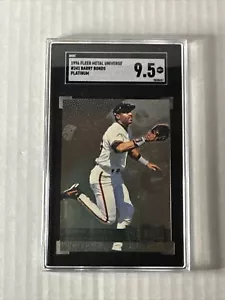 1996 FLEER METAL UNIVERSE
#241 BARRY BONDS
PLATINUM
9.5